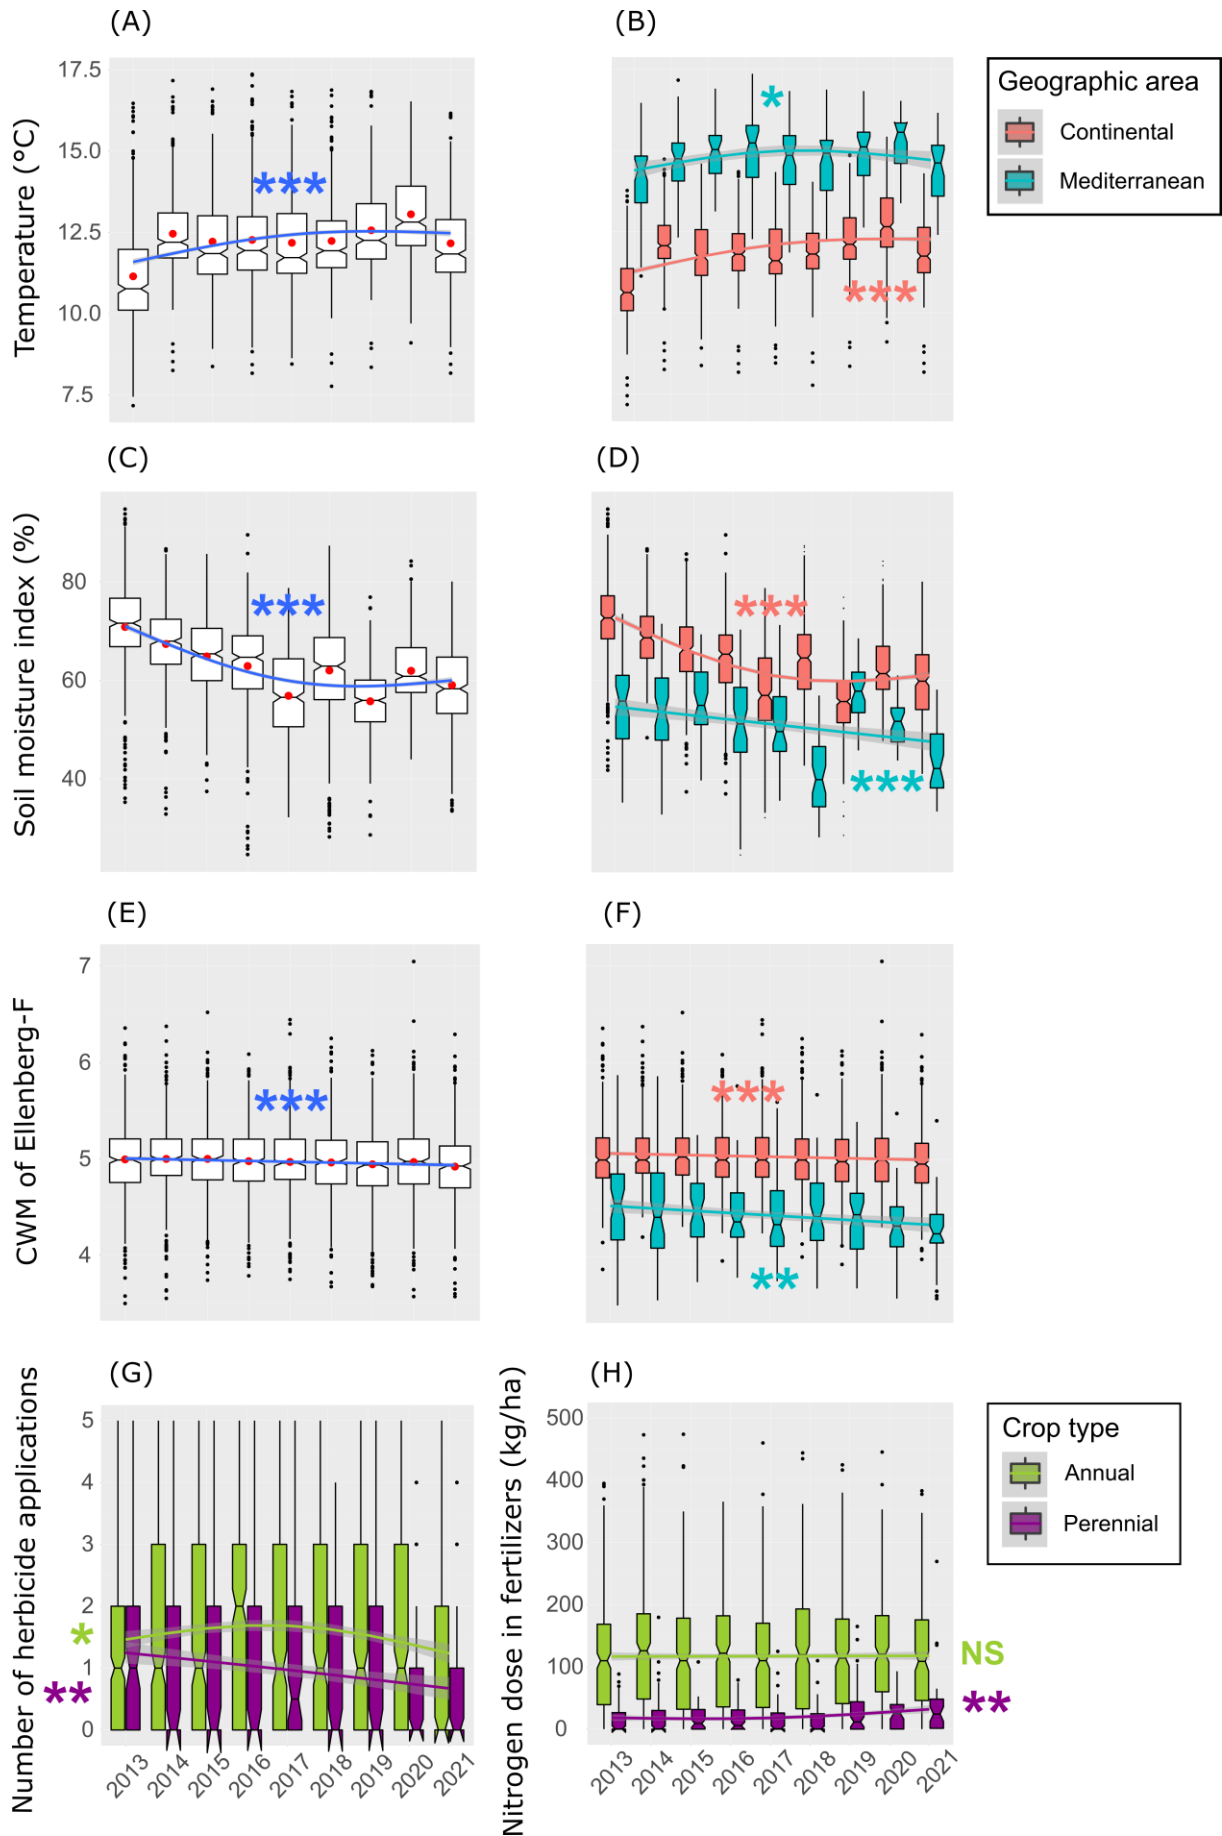 (A)
(B)
Temperature (°C)
17.5
15.0
12.5
10.0
7.5
***
*
***
Geographic area
Continental
Mediterranean
(C)
(D)
Soil moisture index (%)
80
60
40
***
***
***
(E)
(F)
CWM of Ellenberg-F
7
6
5
4
***
***
**
(G)
(H)
Number of herbicide applications
5
4
3
2
1
0
*
**
2013
2014
2015
2016
2017
2018
2019
2020
2021
Nitrogen dose in fertilizers (kg/ha)
500
400
300
200
100
0
NS
**
2013
2014
2015
2016
2017
2018
2019
2020
2021
Crop type
Annual
Perennial